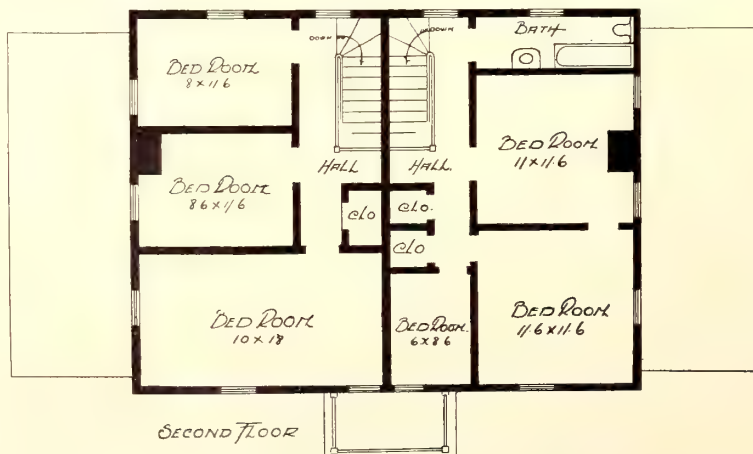 BATH
DOWN
DOWN
BED ROOM
8 X 11 6
BED ROOM
11 X 11.6
HALL
HALL.
BED ROOM
8 6 X 11 6
CLO
CLO.
CLO
BED ROOM
10 X 18
BED ROOM.
6 X 8 6
BED ROOM
11.6 X 11.6
SECOND FLOOR